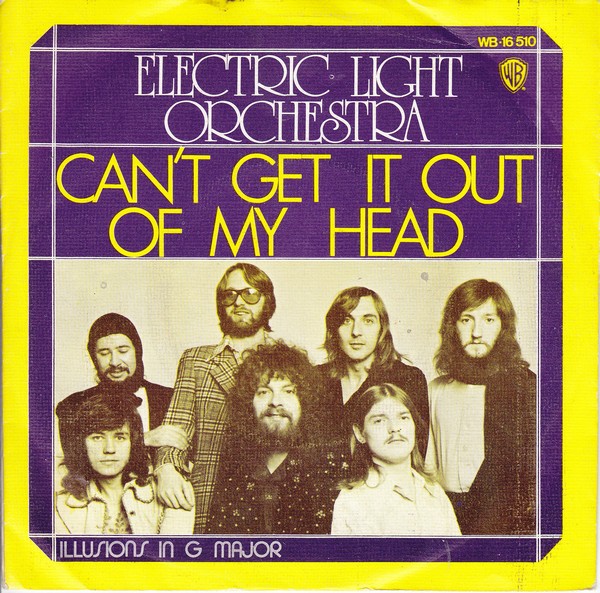 WB-16 510
WB
ELECTRIC LIGHT
ORCHESTRA
CAN'T GET IT OUT
OF MY HEAD
ILLUSIONS IN G MAJOR